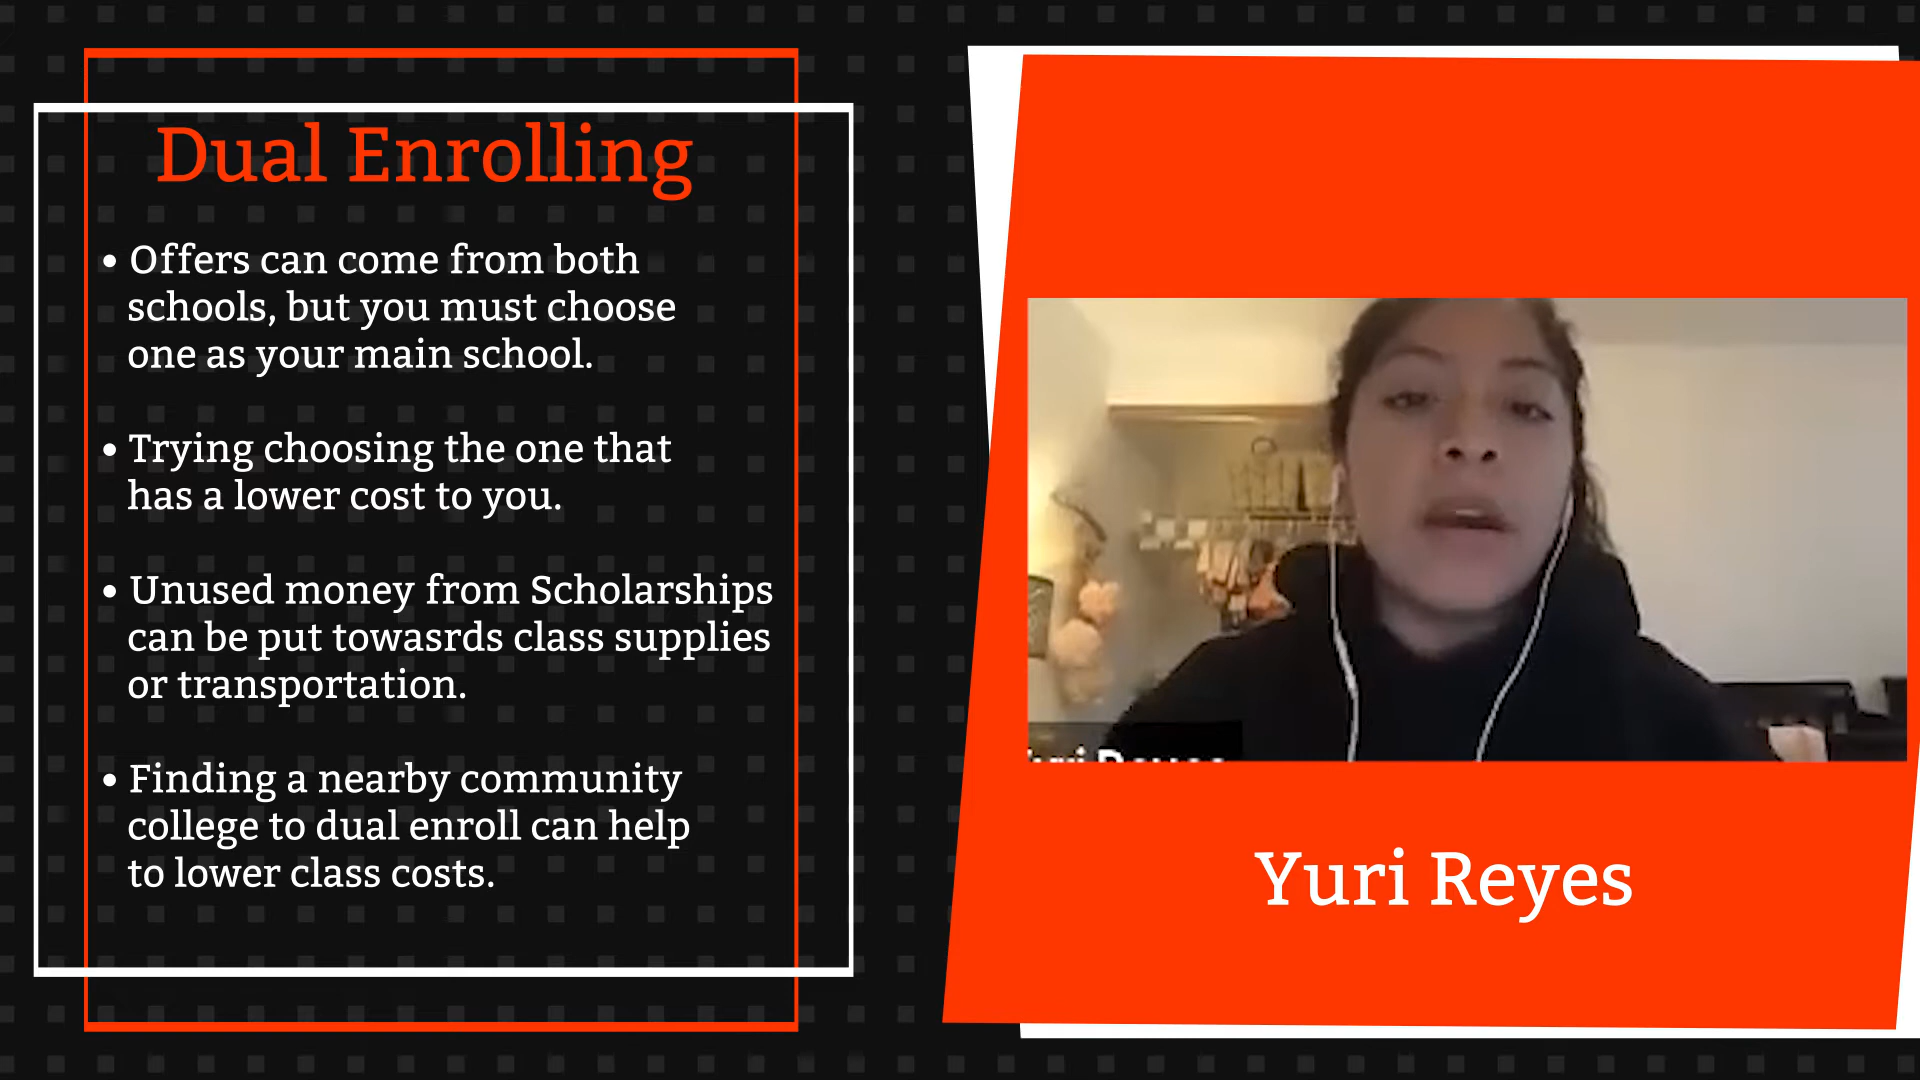 Dual Enrolling
• Offers can come from both
schools, but you must choose
one as your main school.
• Trying choosing the one that
has a lower cost to you.
• Unused money from Scholarships
can be put towasrds class supplies
or transportation.
• Finding a nearby community
college to dual enroll can help
to lower class costs.
Yuri Reyes